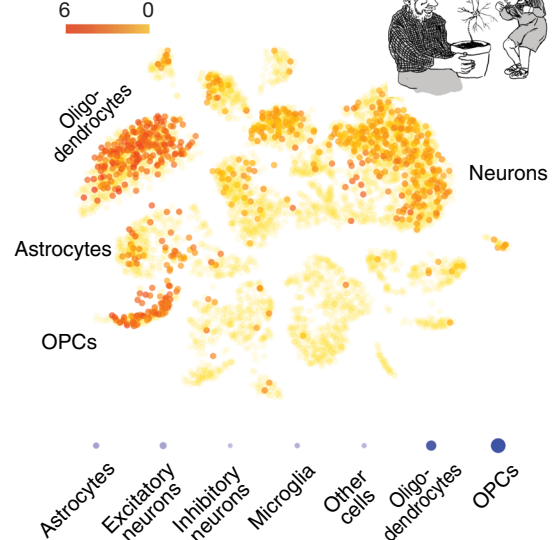 6 0
Oligo-
dendrocytes
Neurons
Astrocytes
OPCs
Astrocytes
Excitatory
neurons
Inhibitory
neurons
Microglia
Other
cells
Oligo-
dendrocytes
OPCs